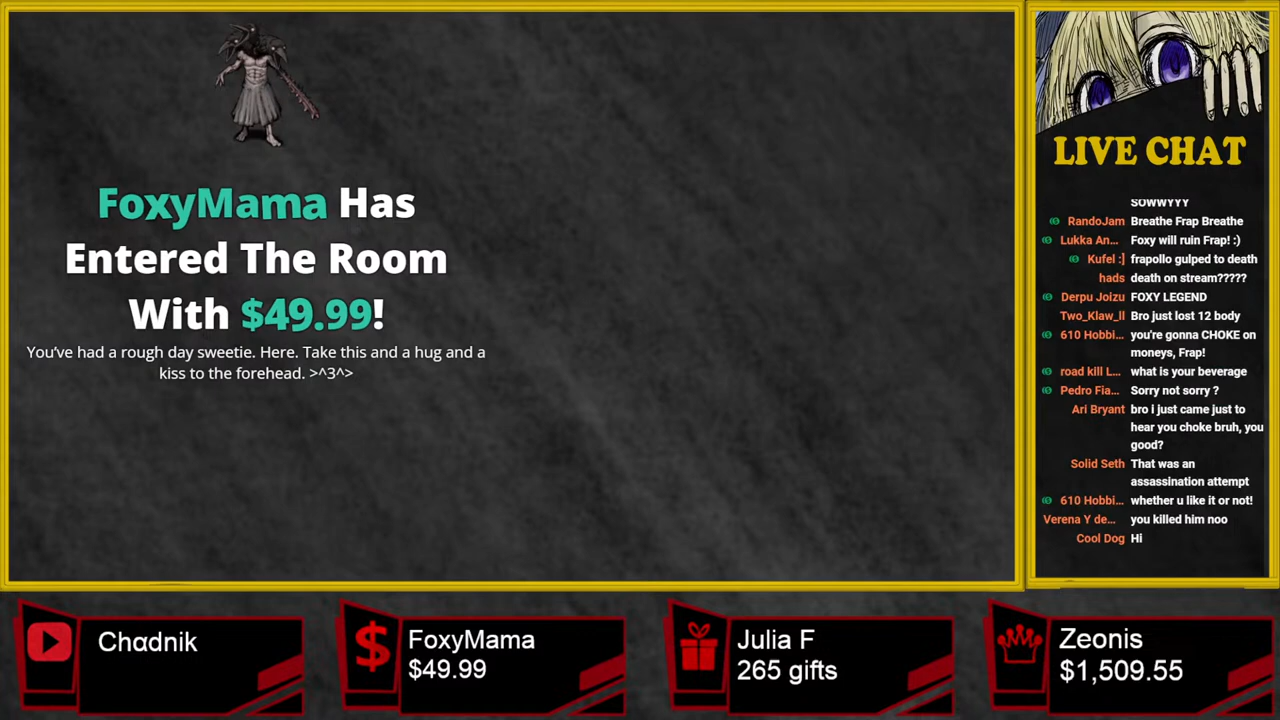 FoxyMama Has
Entered The Room
With $49.99!
You've had a rough day sweetie. Here. Take this and a hug and a
kiss to the forehead. >^3^>
LIVE CHAT
SOWWYYY
RandoJam Breathe Frap Breathe
Lukka An... Foxy will ruin Frap! :)
Kufel :] frapollo gulped to death
hads death on stream?????
Derpu Joizu FOXY LEGEND
Two_Klaw_ll Bro just lost 12 body
610 Hobbi... you're gonna CHOKE on
moneys, Frap!
road kill L... what is your beverage
Pedro Fia... Sorry not sorry ?
Ari Bryant bro i just came just to
hear you choke bruh, you
good?
Solid Seth That was an
assassination attempt
610 Hobbi... whether u like it or not!
Verena Y de... you killed him noo
Cool Dog Hi
Chαdnik
$
FoxyMama
$49.99
Julia F
265 gifts
Zeonis
$1,509.55